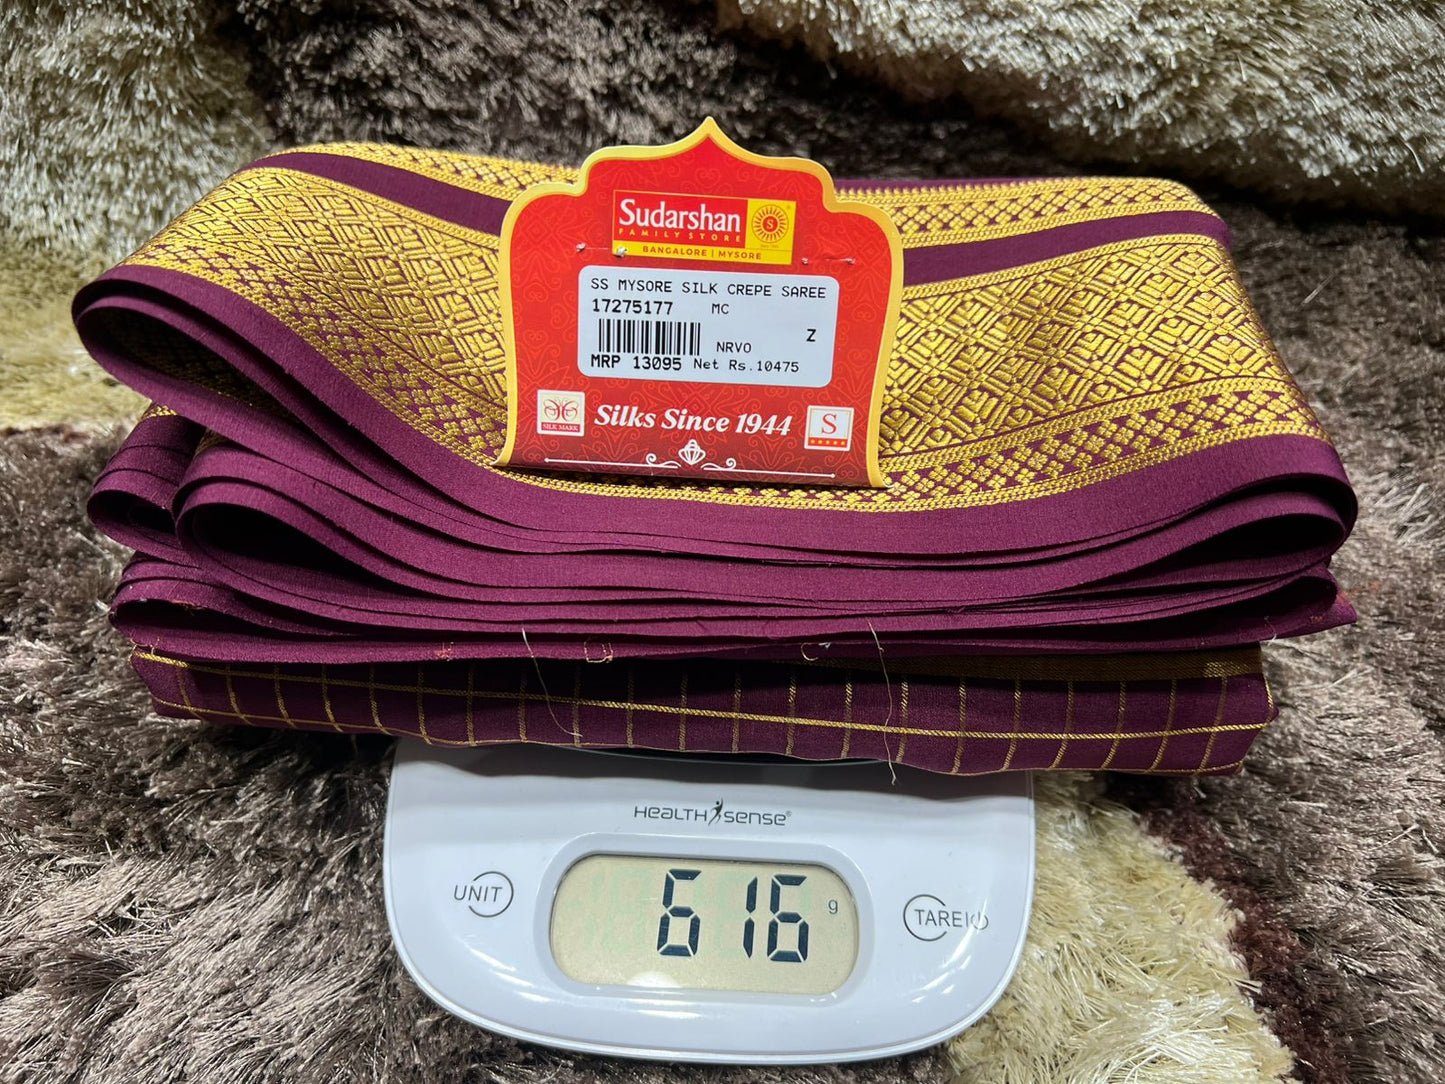 Sudarshan
FAMILY STORE
BANGALORE | MYSORE
SS MYSORE SILK CREPE SAREE
17275177 MC
NRVO Z
MRP 13095 Net Rs.10475
SILK MARK
Silks Since 1944
S
HEALTH SENSE®
UNIT
616 g
TARE